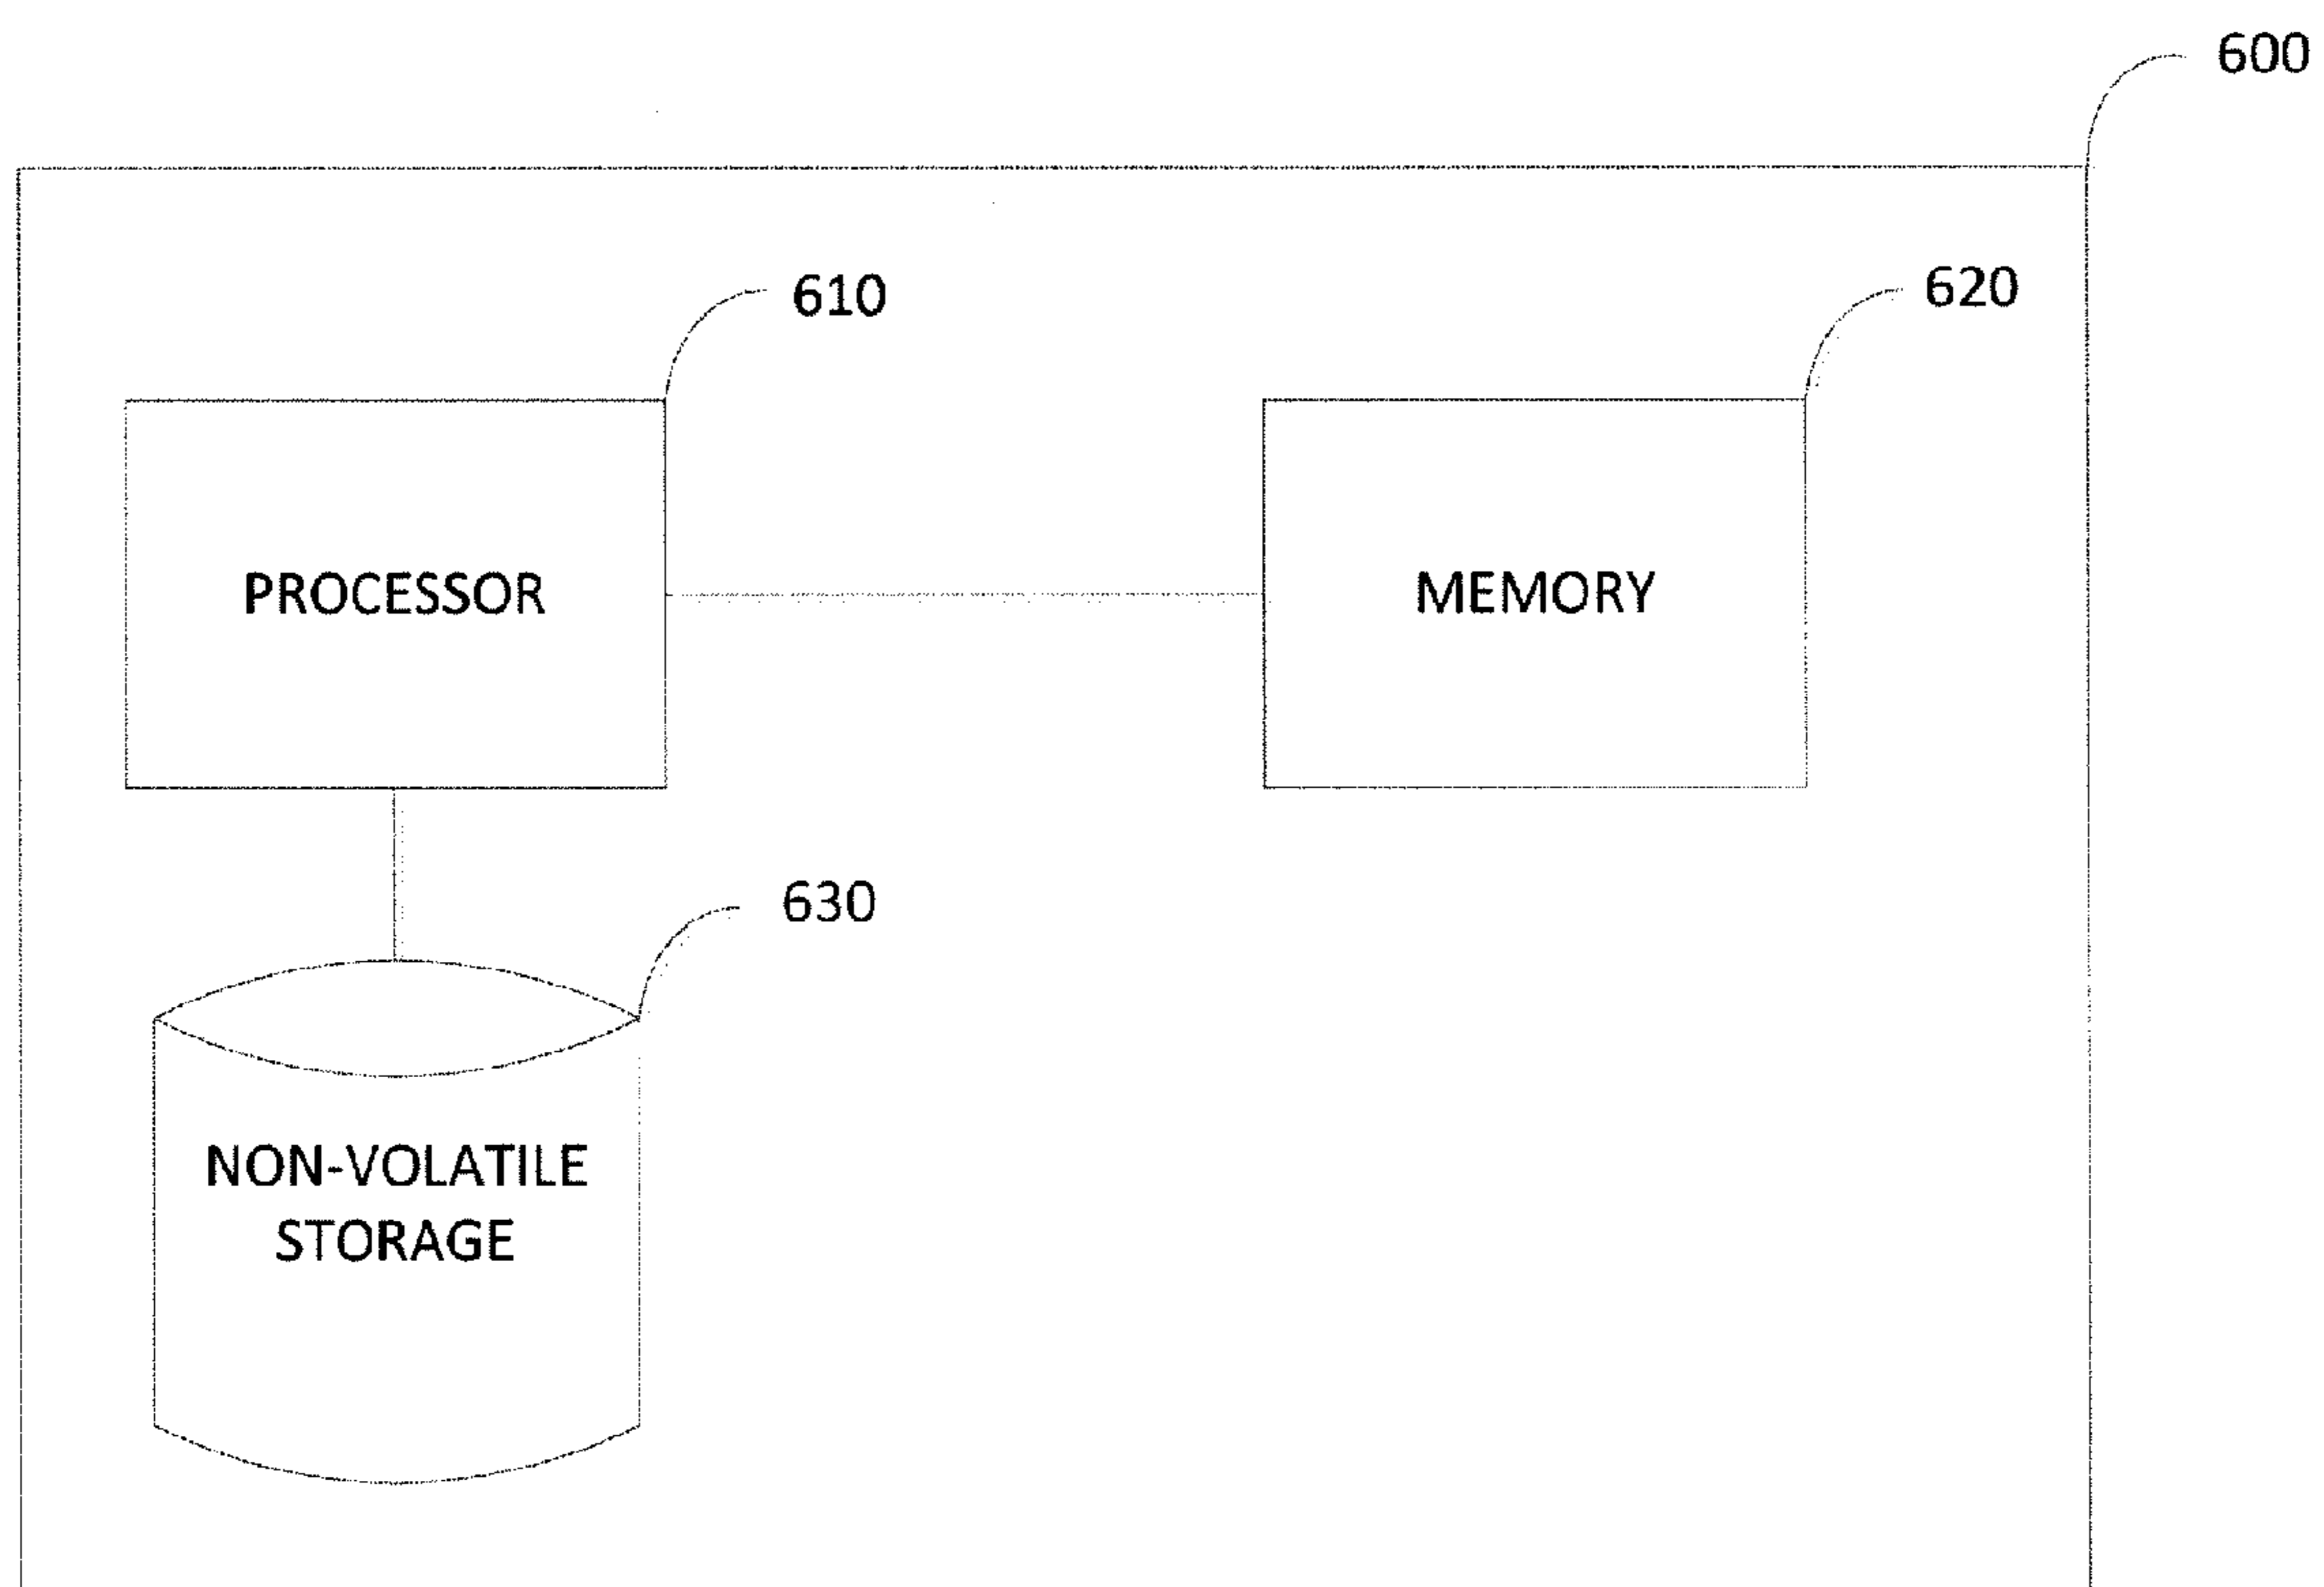 600
610
620
PROCESSOR
MEMORY
630
NON-VOLATILE
STORAGE